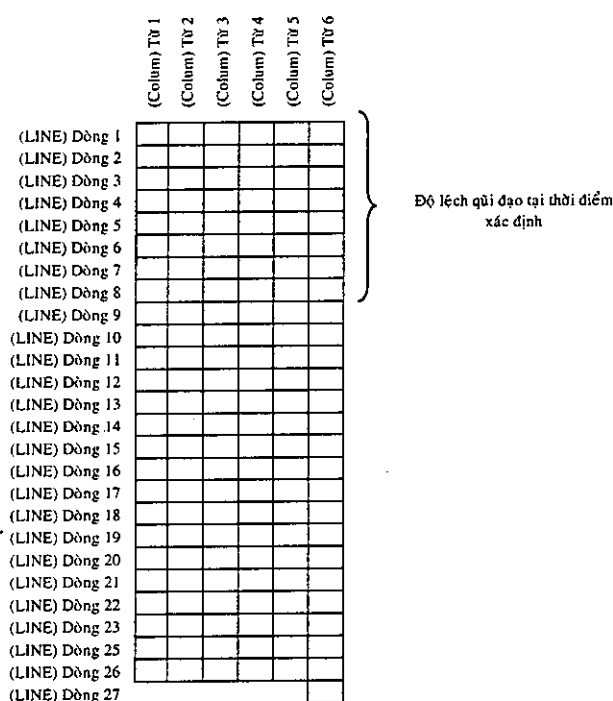 (Colum) Từ 1
(Colum) Từ 2
(Colum) Từ 3
(Colum) Từ 4
(Colum) Từ 5
(Colum) Từ 6
(LINE) Dòng 1
(LINE) Dòng 2
(LINE) Dòng 3
(LINE) Dòng 4
(LINE) Dòng 5
(LINE) Dòng 6
(LINE) Dòng 7
(LINE) Dòng 8
(LINE) Dòng 9
(LINE) Dòng 10
(LINE) Dòng 11
(LINE) Dòng 12
(LINE) Dòng 13
(LINE) Dòng 14
(LINE) Dòng 15
(LINE) Dòng 16
(LINE) Dòng 17
(LINE) Dòng 18
(LINE) Dòng 19
(LINE) Dòng 20
(LINE) Dòng 21
(LINE) Dòng 22
(LINE) Dòng 23
(LINE) Dòng 25
(LINE) Dòng 26
(LINE) Dòng 27
Độ lệch qũi đạo tại thời điểm
xác định